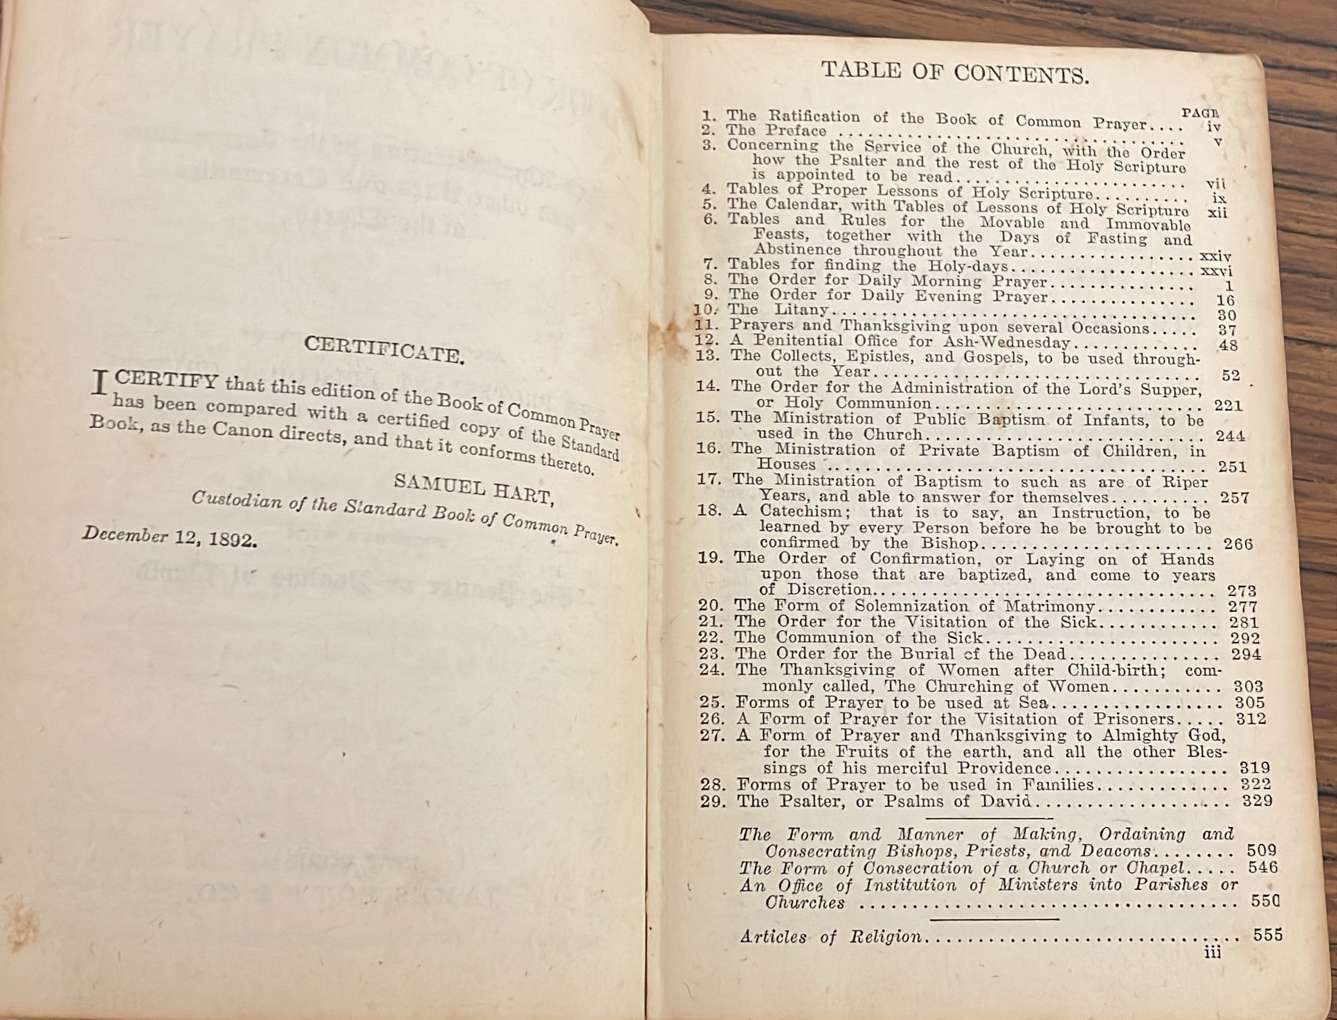 CERTIFICATE.
I CERTIFY that this edition of the Book of Common Prayer
has been compared with a certified copy of the Standard
Book, as the Canon directs, and that it conforms thereto.
SAMUEL HART,
Custodian of the Standard Book of Common Prayer.
December 12, 1892.
TABLE OF CONTENTS.
PAGE
1. The Ratification of the Book of Common Prayer.... iv
2. The Preface .................................. v
3. Concerning the Service of the Church, with the Order
how the Psalter and the rest of the Holy Scripture
is appointed to be read........................ vii
4. Tables of Proper Lessons of Holy Scripture.......... ix
5. The Calendar, with Tables of Lessons of Holy Scripture xii
6. Tables and Rules for the Movable and Immovable
Feasts, together with the Days of Fasting and
Abstinence throughout the Year................ xxiv
7. Tables for finding the Holy-days.................. xxvi
8. The Order for Daily Morning Prayer.............. 1
9. The Order for Daily Evening Prayer.............. 16
10. The Litany................................... 30
11. Prayers and Thanksgiving upon several Occasions..... 37
12. A Penitential Office for Ash-Wednesday............. 48
13. The Collects, Epistles, and Gospels, to be used through-
out the Year................................ 52
14. The Order for the Administration of the Lord's Supper,
or Holy Communion.......................... 221
15. The Ministration of Public Baptism of Infants, to be
used in the Church........................... 244
16. The Ministration of Private Baptism of Children, in
Houses ..................................... 251
17. The Ministration of Baptism to such as are of Riper
Years, and able to answer for themselves.......... 257
18. A Catechism; that is to say, an Instruction, to be
learned by every Person before he be brought to be
confirmed by the Bishop....................... 266
19. The Order of Confirmation, or Laying on of Hands
upon those that are baptized, and come to years
of Discretion................................. 273
20. The Form of Solemnization of Matrimony............ 277
21. The Order for the Visitation of the Sick............ 281
22. The Communion of the Sick...................... 292
23. The Order for the Burial of the Dead............... 294
24. The Thanksgiving of Women after Child-birth; com-
monly called, The Churching of Women........... 303
25. Forms of Prayer to be used at Sea................. 305
26. A Form of Prayer for the Visitation of Prisoners..... 312
27. A Form of Prayer and Thanksgiving to Almighty God,
for the Fruits of the earth, and all the other Bles-
sings of his merciful Providence................. 319
28. Forms of Prayer to be used in Families............. 322
29. The Psalter, or Psalms of David................... 329
The Form and Manner of Making, Ordaining and
Consecrating Bishops, Priests, and Deacons........ 509
The Form of Consecration of a Church or Chapel..... 546
An Office of Institution of Ministers into Parishes or
Churches .................................... 550
Articles of Religion.............................. 555
iii